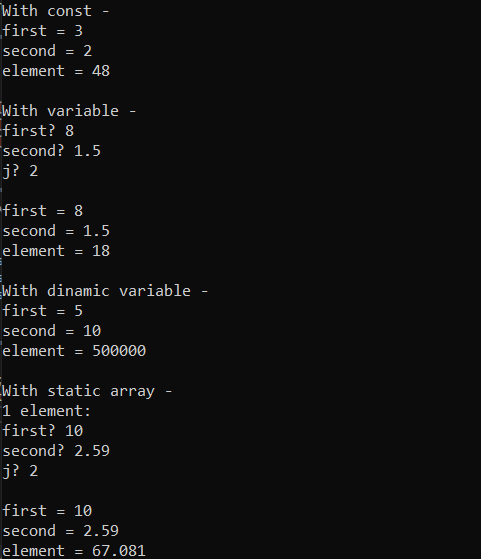 With const -
first = 3
second = 2
element = 48
With variable -
first? 8
second? 1.5
j? 2
first = 8
second = 1.5
element = 18
With dinamic variable -
first = 5
second = 10
element = 500000
With static array -
1 element:
first? 10
second? 2.59
j? 2
first = 10
second = 2.59
element = 67.081